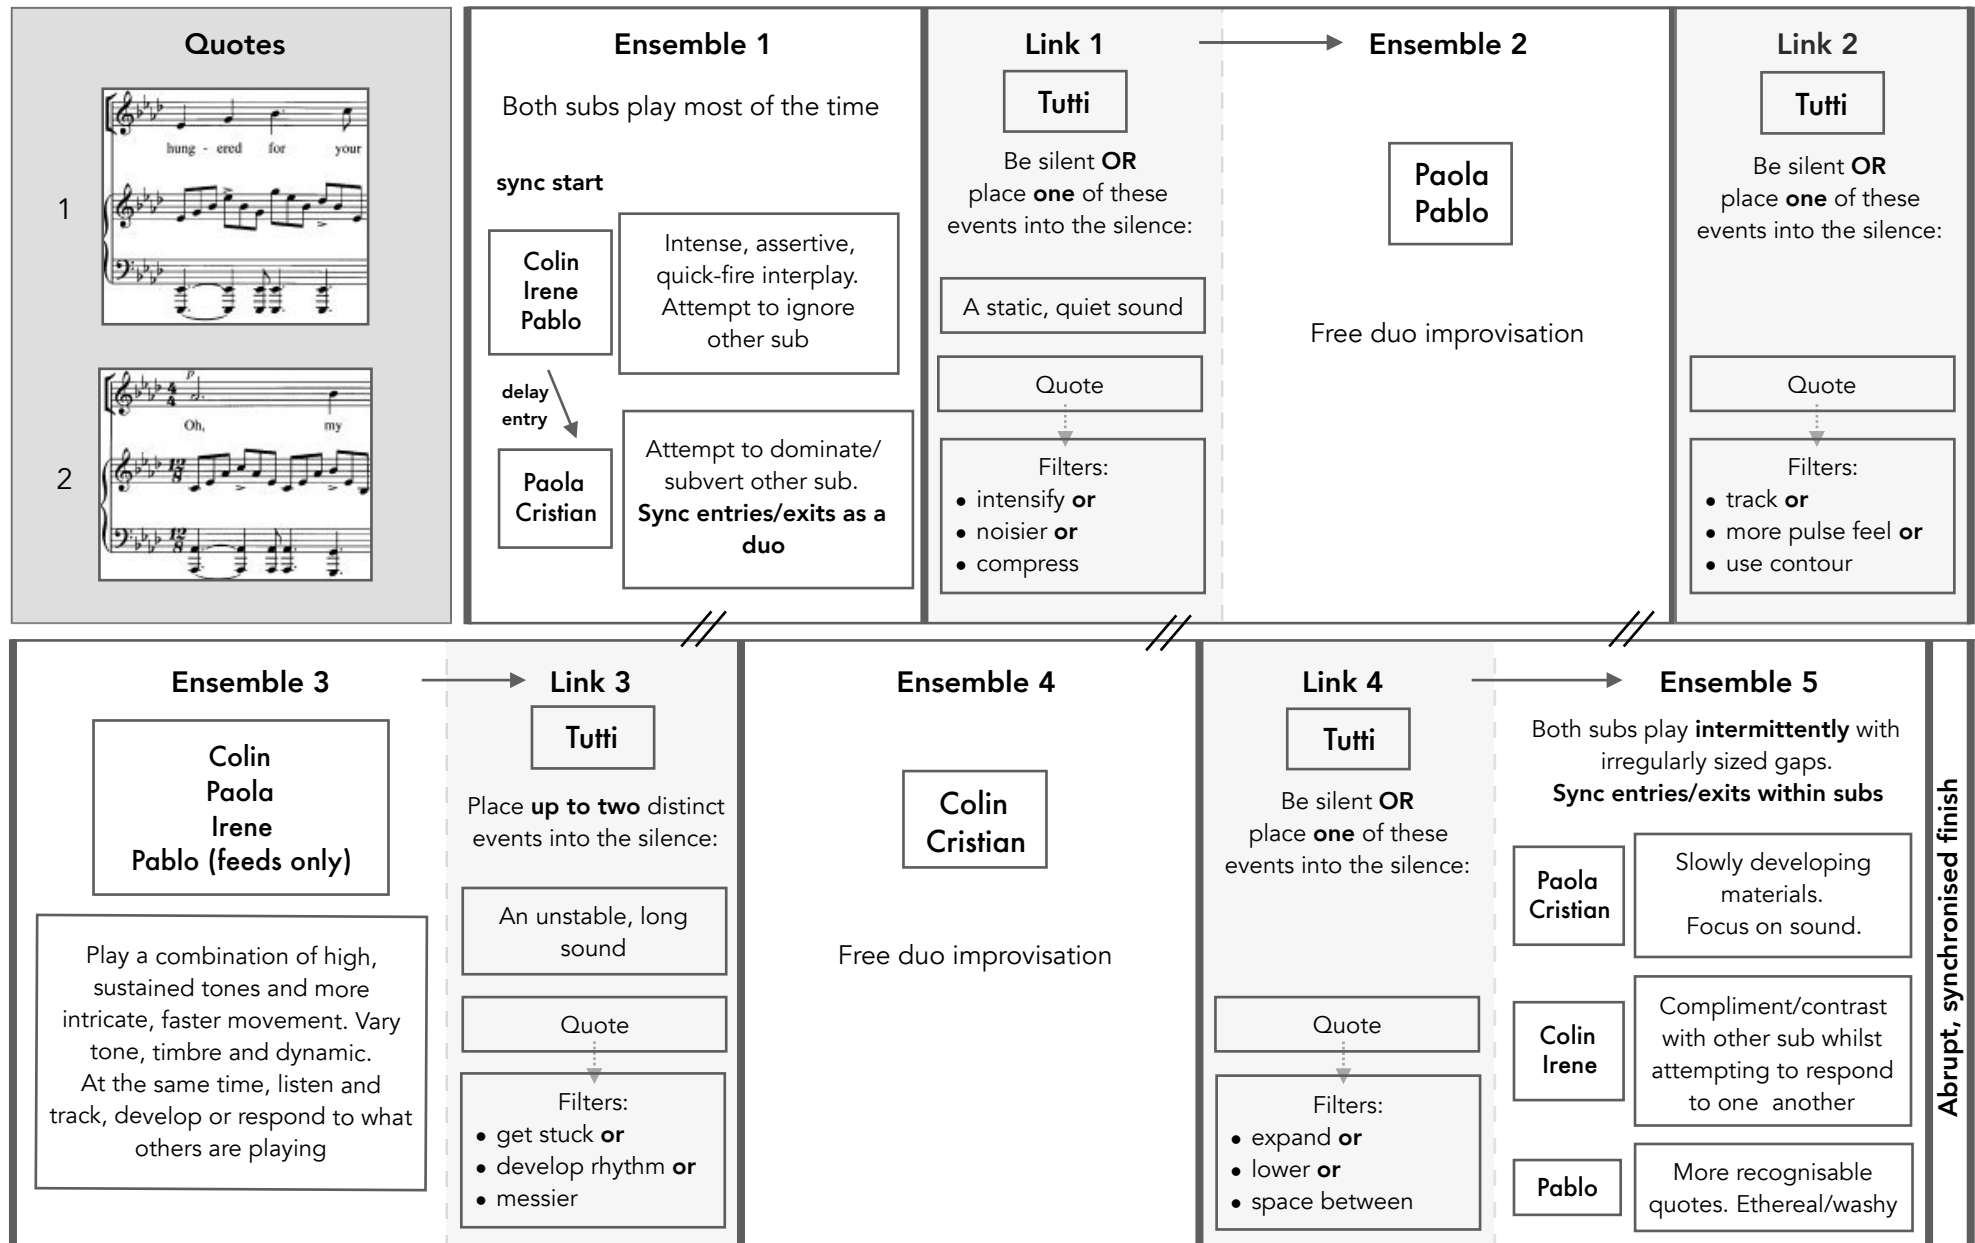 Quotes
1
hung - ered for your
2
p
4
4
Oh, my
12
8
12
8
Ensemble 1
Both subs play most of the time
sync start
Colin
Irene
Pablo
Intense, assertive,
quick-fire interplay.
Attempt to ignore
other sub
delay
entry
Paola
Cristian
Attempt to dominate/
subvert other sub.
Sync entries/exits as a
duo
Link 1
Tutti
Be silent OR
place one of these
events into the silence:
A static, quiet sound
Quote
Filters:
• intensify or
• noisier or
• compress
Ensemble 2
Paola
Pablo
Free duo improvisation
Link 2
Tutti
Be silent OR
place one of these
events into the silence:
Quote
Filters:
• track or
• more pulse feel or
• use contour
Ensemble 3
Colin
Paola
Irene
Pablo (feeds only)
Play a combination of high,
sustained tones and more
intricate, faster movement. Vary
tone, timbre and dynamic.
At the same time, listen and
track, develop or respond to what
others are playing
Link 3
Tutti
Place up to two distinct
events into the silence:
An unstable, long
sound
Quote
Filters:
• get stuck or
• develop rhythm or
• messier
Ensemble 4
Colin
Cristian
Free duo improvisation
Link 4
Tutti
Be silent OR
place one of these
events into the silence:
Quote
Filters:
• expand or
• lower or
• space between
Ensemble 5
Both subs play intermittently with
irregularly sized gaps.
Sync entries/exits within subs
Paola
Cristian
Slowly developing
materials.
Focus on sound.
Colin
Irene
Compliment/contrast
with other sub whilst
attempting to respond
to one another
Pablo
More recognisable
quotes. Ethereal/washy
Abrupt, synchronised finish